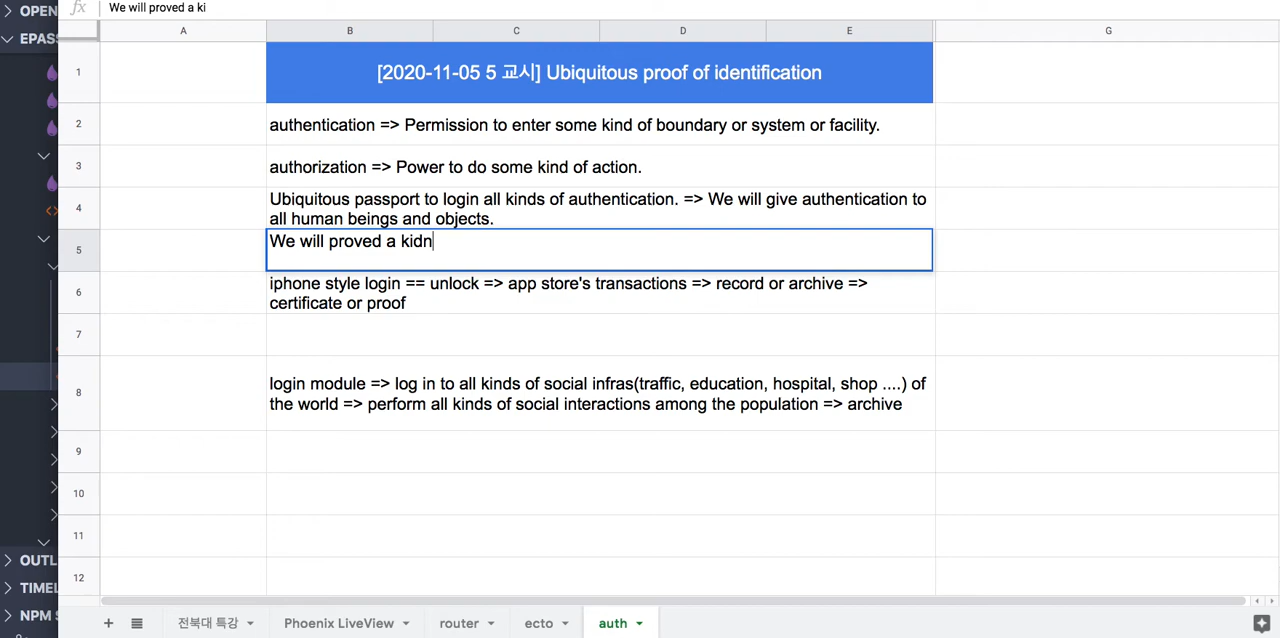 OPEN
fx We will proved a ki
EPAS
A B C D E G
1 [2020-11-05 5 교시] Ubiquitous proof of identification
2 authentication => Permission to enter some kind of boundary or system or facility.
3 authorization => Power to do some kind of action.
4 Ubiquitous passport to login all kinds of authentication. => We will give authentication to
all human beings and objects.
5 We will proved a kidn
6 iphone style login == unlock => app store's transactions => record or archive =>
certificate or proof
7
8 login module => log in to all kinds of social infras(traffic, education, hospital, shop ....) of
the world => perform all kinds of social interactions among the population => archive
9
10
11
12
OUTL
TIMEL
NPM S
+ 전북대 특강 Phoenix LiveView router ecto auth